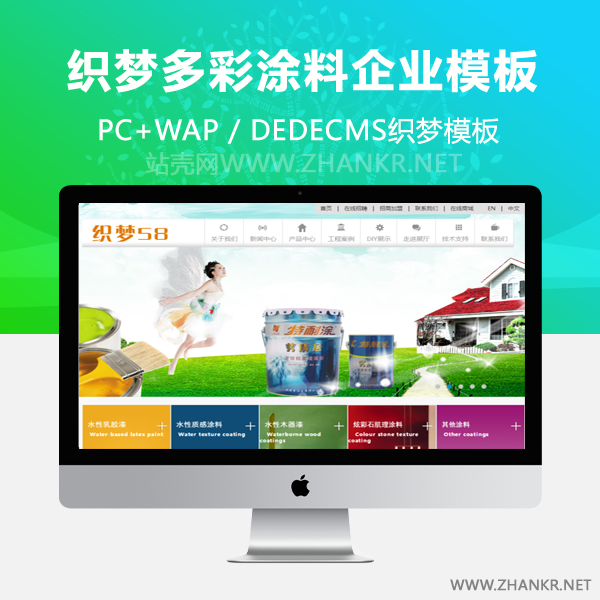 织梦多彩涂料企业模板
PC+WAP / DEDECMS织梦模板
站壳网WWW.ZHANKR.NET
首页 | 在线招聘 | 招商加盟 | 联系我们 | 在线商城 EN | 中文
织梦58
关于我们 新闻中心 产品中心 工程案例 DIY展示 走进展厅 技术支持 联系我们
特耐涂
水性乳胶漆 水性质感涂料 水性木器漆 炫彩石肌理涂料 其他涂料
Water-based latex paint Water texture coating Waterborne wood coatings Colour stone texture coating Other coatings
WWW.ZHANKR.NET